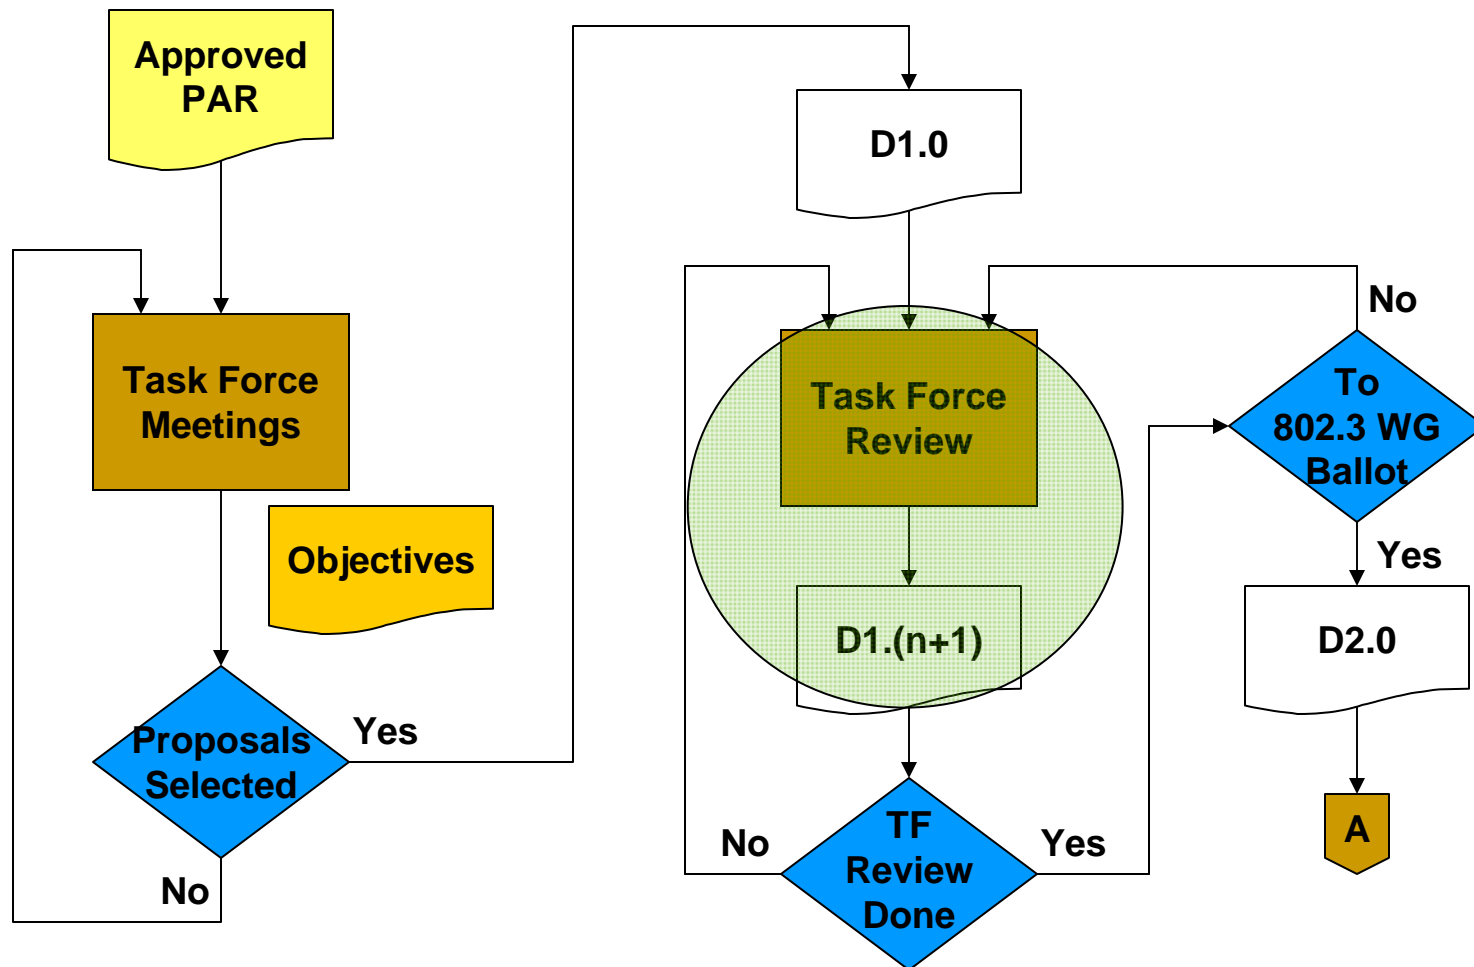 Approved
PAR
Task Force
Meetings
Objectives
Proposals
Selected
Yes
No
D1.0
Task Force
Review
D1.(n+1)
TF
Review
Done
No
Yes
To
802.3 WG
Ballot
No
Yes
D2.0
A